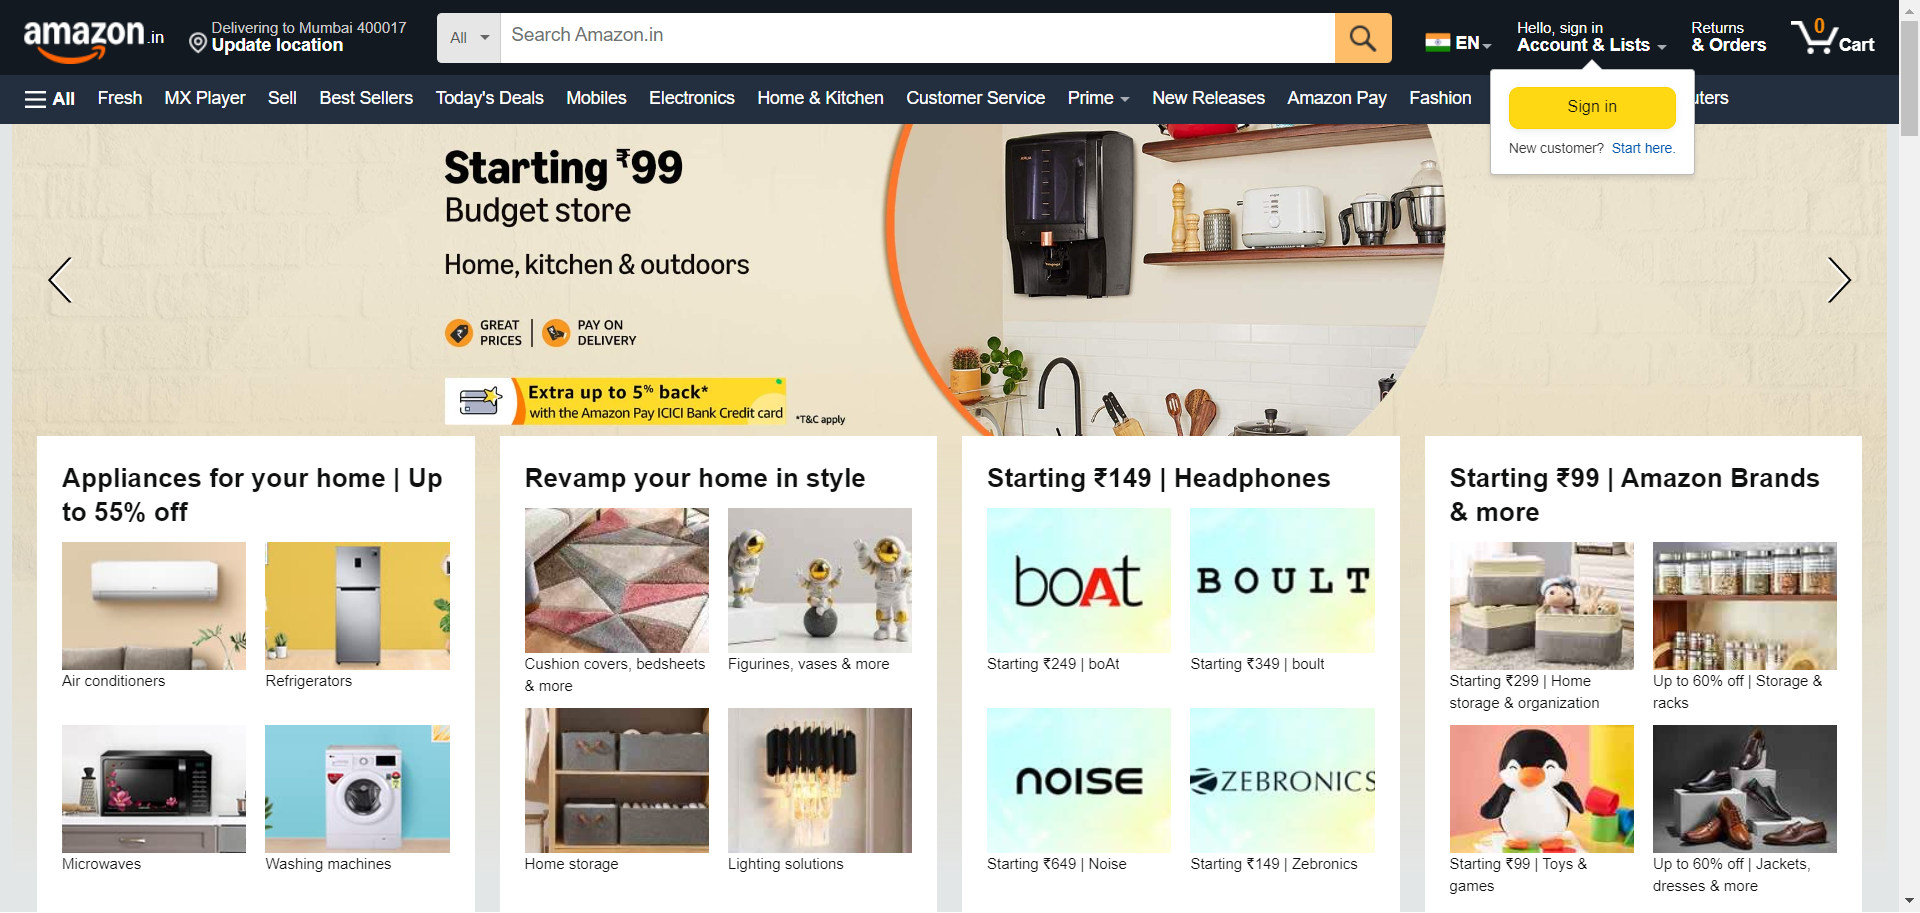 amazon.in
Delivering to Mumbai 400017
Update location
All
Search Amazon.in
EN
Hello, sign in
Account & Lists
Returns
& Orders
0
Cart
All
Fresh
MX Player
Sell
Best Sellers
Today's Deals
Mobiles
Electronics
Home & Kitchen
Customer Service
Prime
New Releases
Amazon Pay
Fashion
uters
Sign in
New customer? Start here.
Starting ₹99
Budget store
Home, kitchen & outdoors
GREAT
PRICES
PAY ON
DELIVERY
Extra up to 5% back*
with the Amazon Pay ICICI Bank Credit card
*T&C apply
Appliances for your home | Up
to 55% off
Air conditioners
Refrigerators
Microwaves
Washing machines
Revamp your home in style
Cushion covers, bedsheets
& more
Figurines, vases & more
Home storage
Lighting solutions
Starting ₹149 | Headphones
boAt
BOULT
Starting ₹249 | boAt
Starting ₹349 | boult
noise
ZEBRONICS
Starting ₹649 | Noise
Starting ₹149 | Zebronics
Starting ₹99 | Amazon Brands
& more
Starting ₹299 | Home
storage & organization
Up to 60% off | Storage &
racks
Starting ₹99 | Toys &
games
Up to 60% off | Jackets,
dresses & more